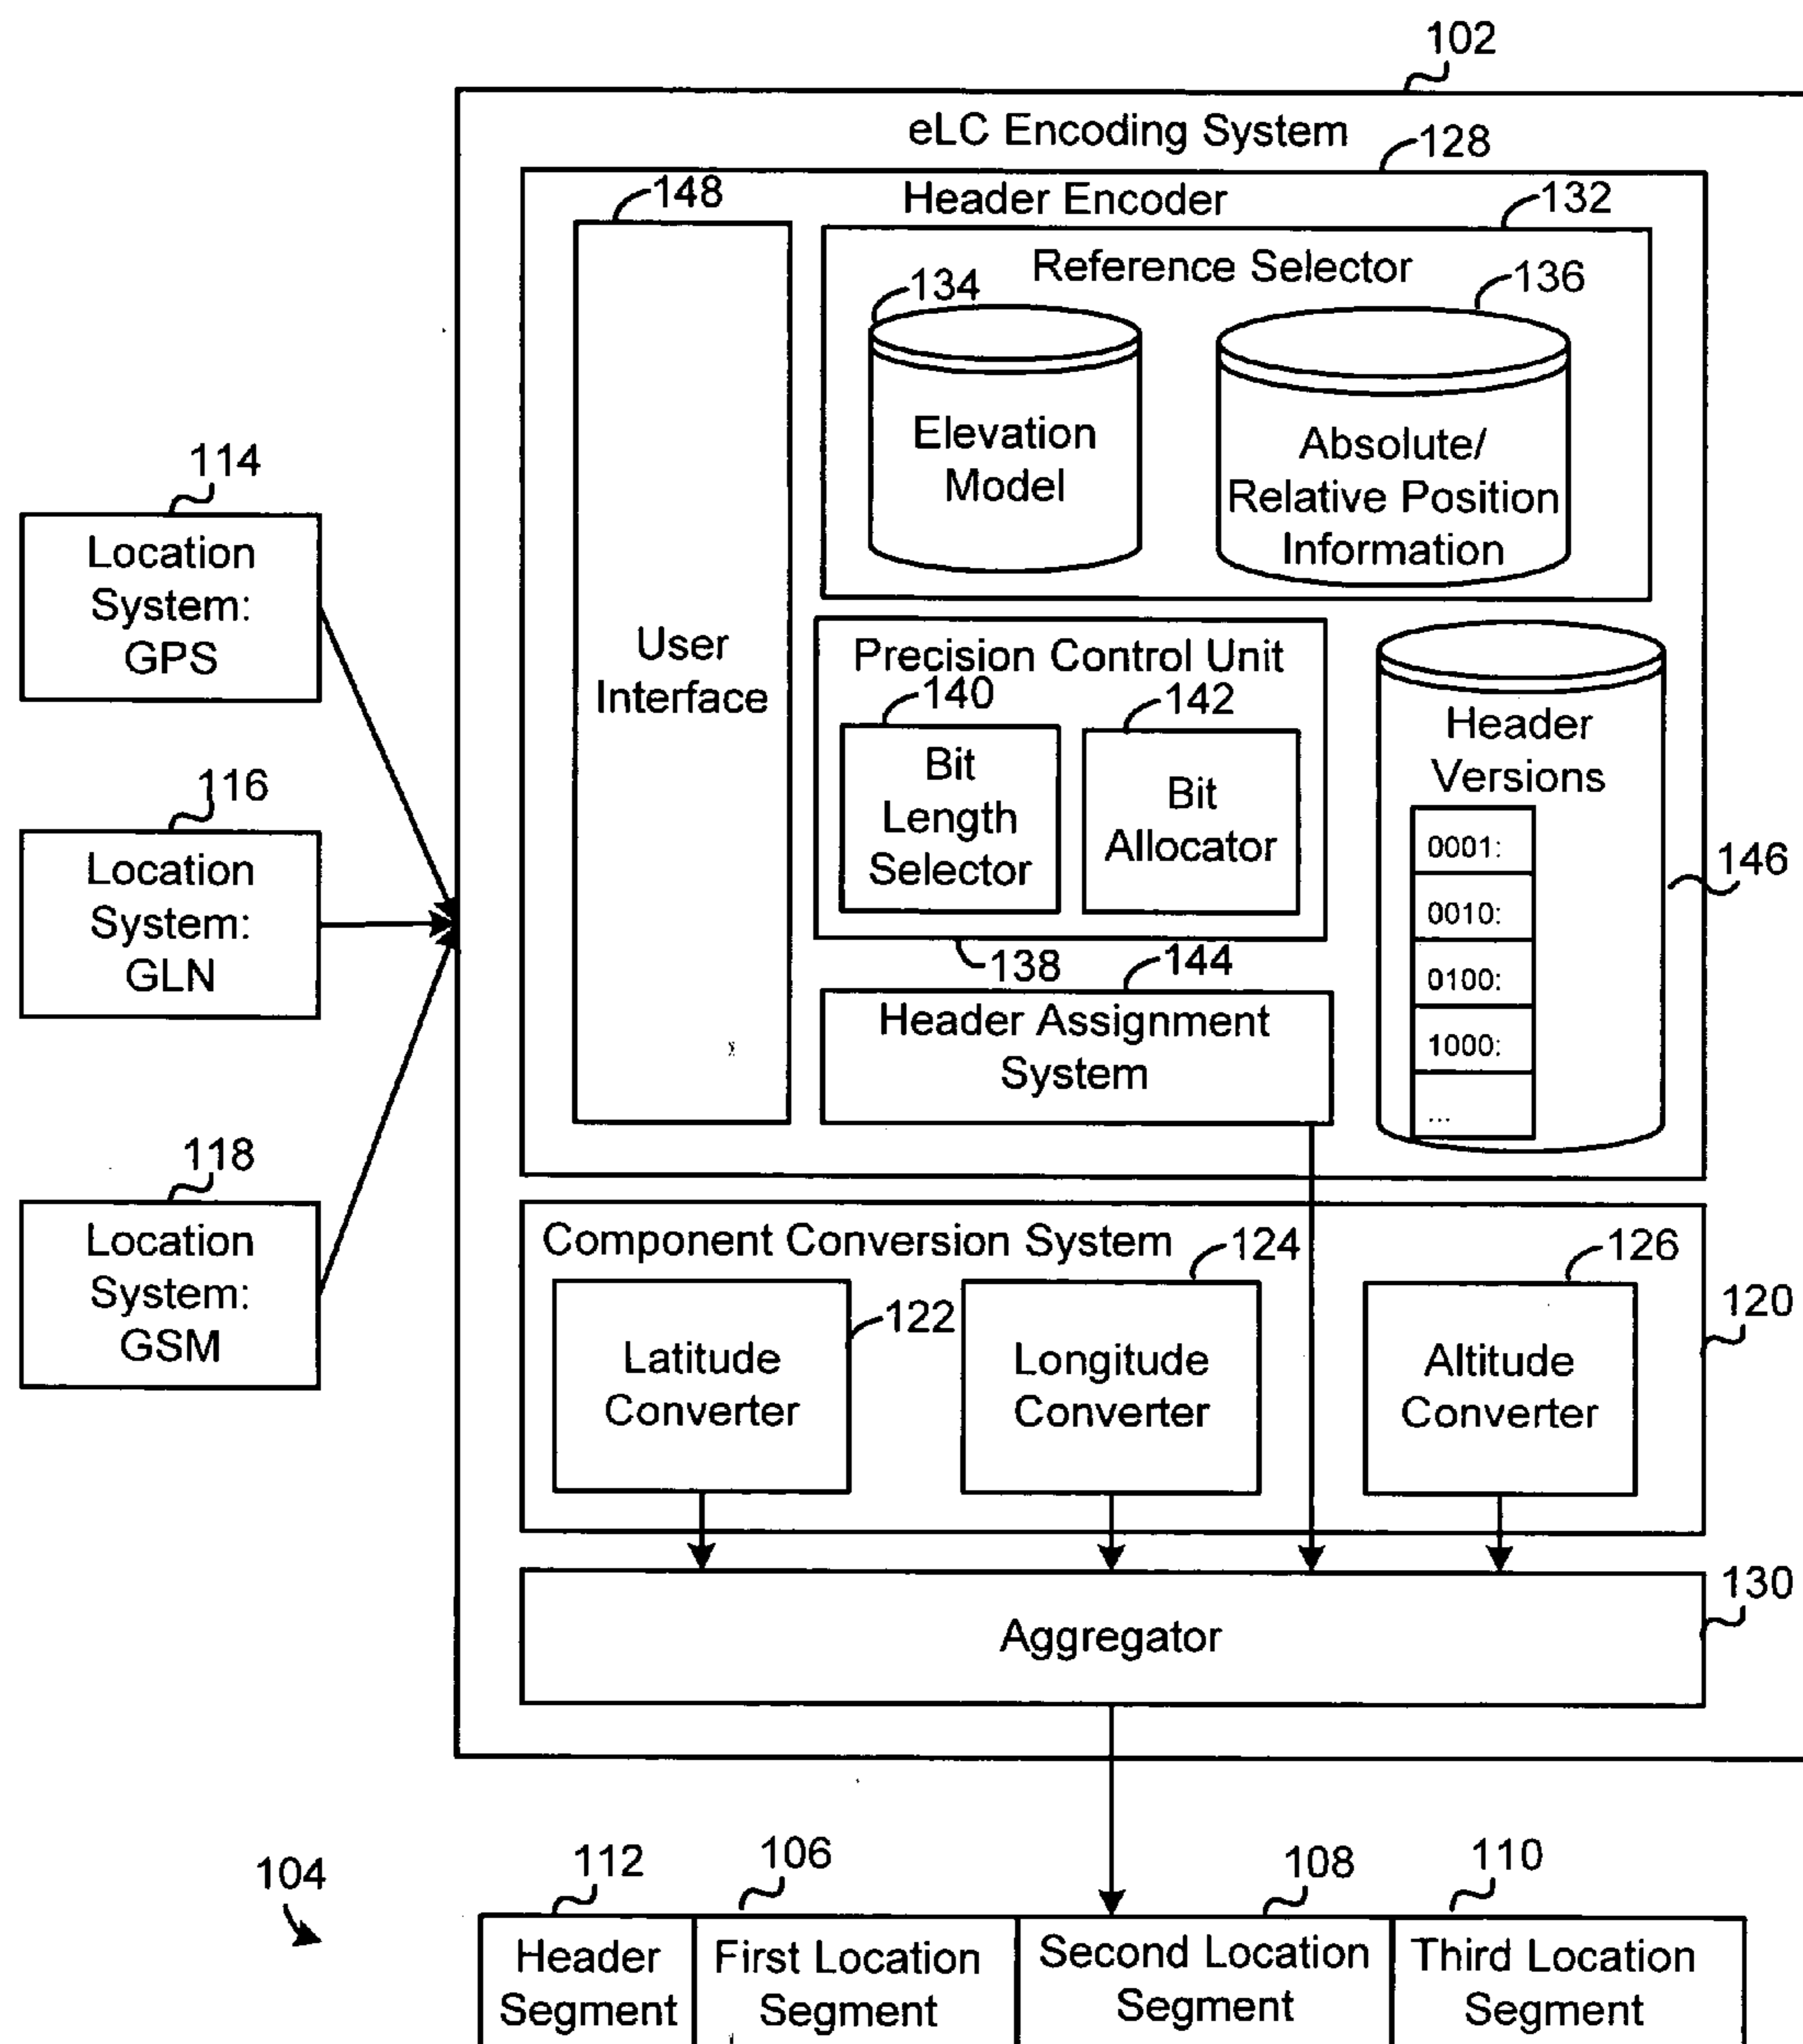 102
eLC Encoding System
128
148
Header Encoder
132
Reference Selector
134
136
Elevation
Model
Absolute/
Relative Position
Information
114
Location
System:
GPS
116
Location
System:
GLN
118
Location
System:
GSM
User
Interface
Precision Control Unit
140
142
Bit
Length
Selector
Bit
Allocator
138
144
Header Assignment
System
Header
Versions
0001:
0010:
0100:
1000:
...
146
Component Conversion System
124
126
120
122
Latitude
Converter
Longitude
Converter
Altitude
Converter
130
Aggregator
104
112
106
108
110
Header
Segment
First Location
Segment
Second Location
Segment
Third Location
Segment